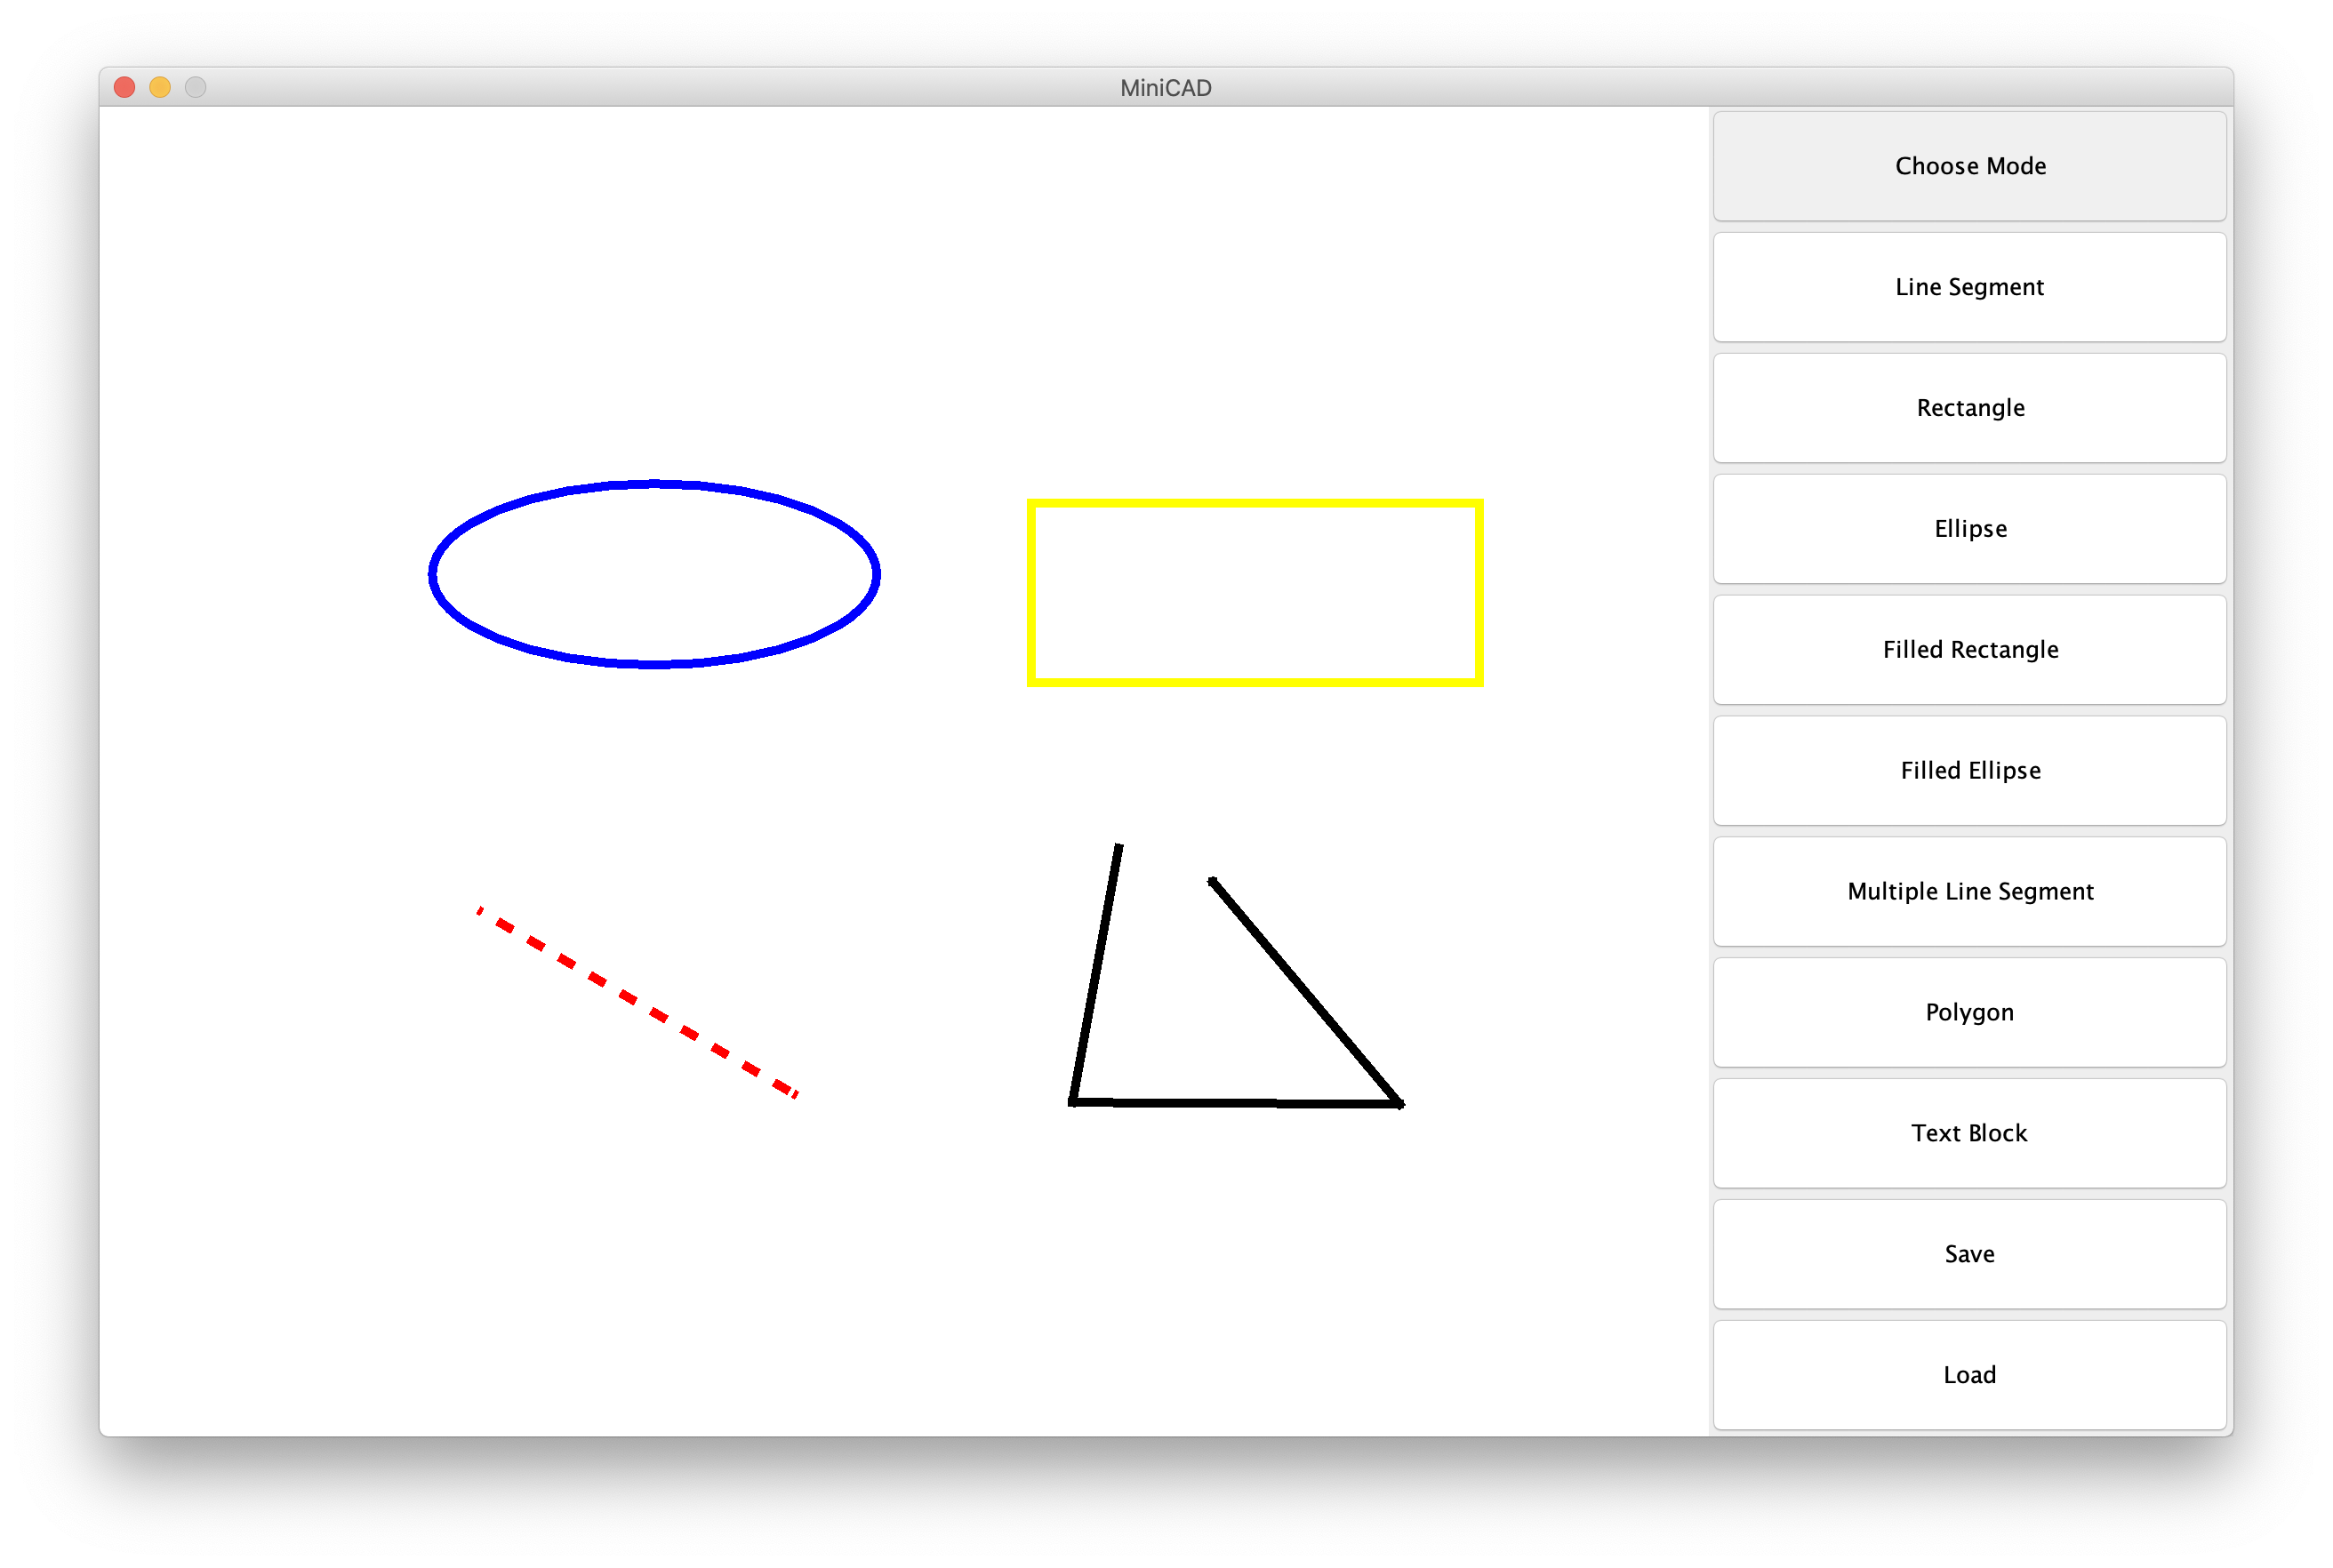 MiniCAD
Choose Mode
Line Segment
Rectangle
Ellipse
Filled Rectangle
Filled Ellipse
Multiple Line Segment
Polygon
Text Block
Save
Load